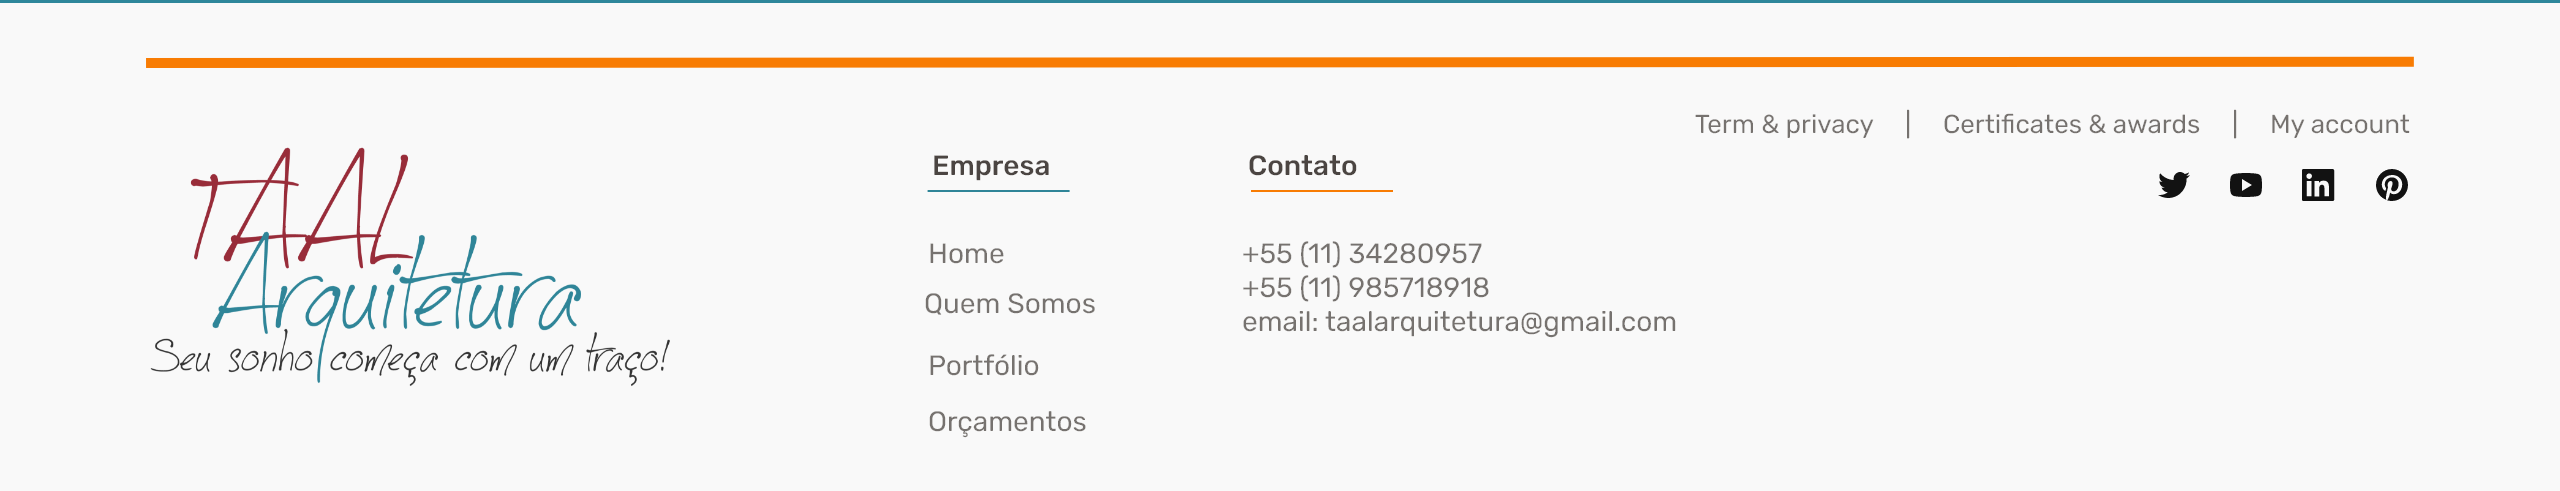 Term & privacy | Certificates & awards | My account
TAAL
Arquitetura
Seu sonho começa com um traço!
Empresa
Home
Quem Somos
Portfólio
Orçamentos
Contato
+55 (11) 34280957
+55 (11) 985718918
email: taalarquitetura@gmail.com